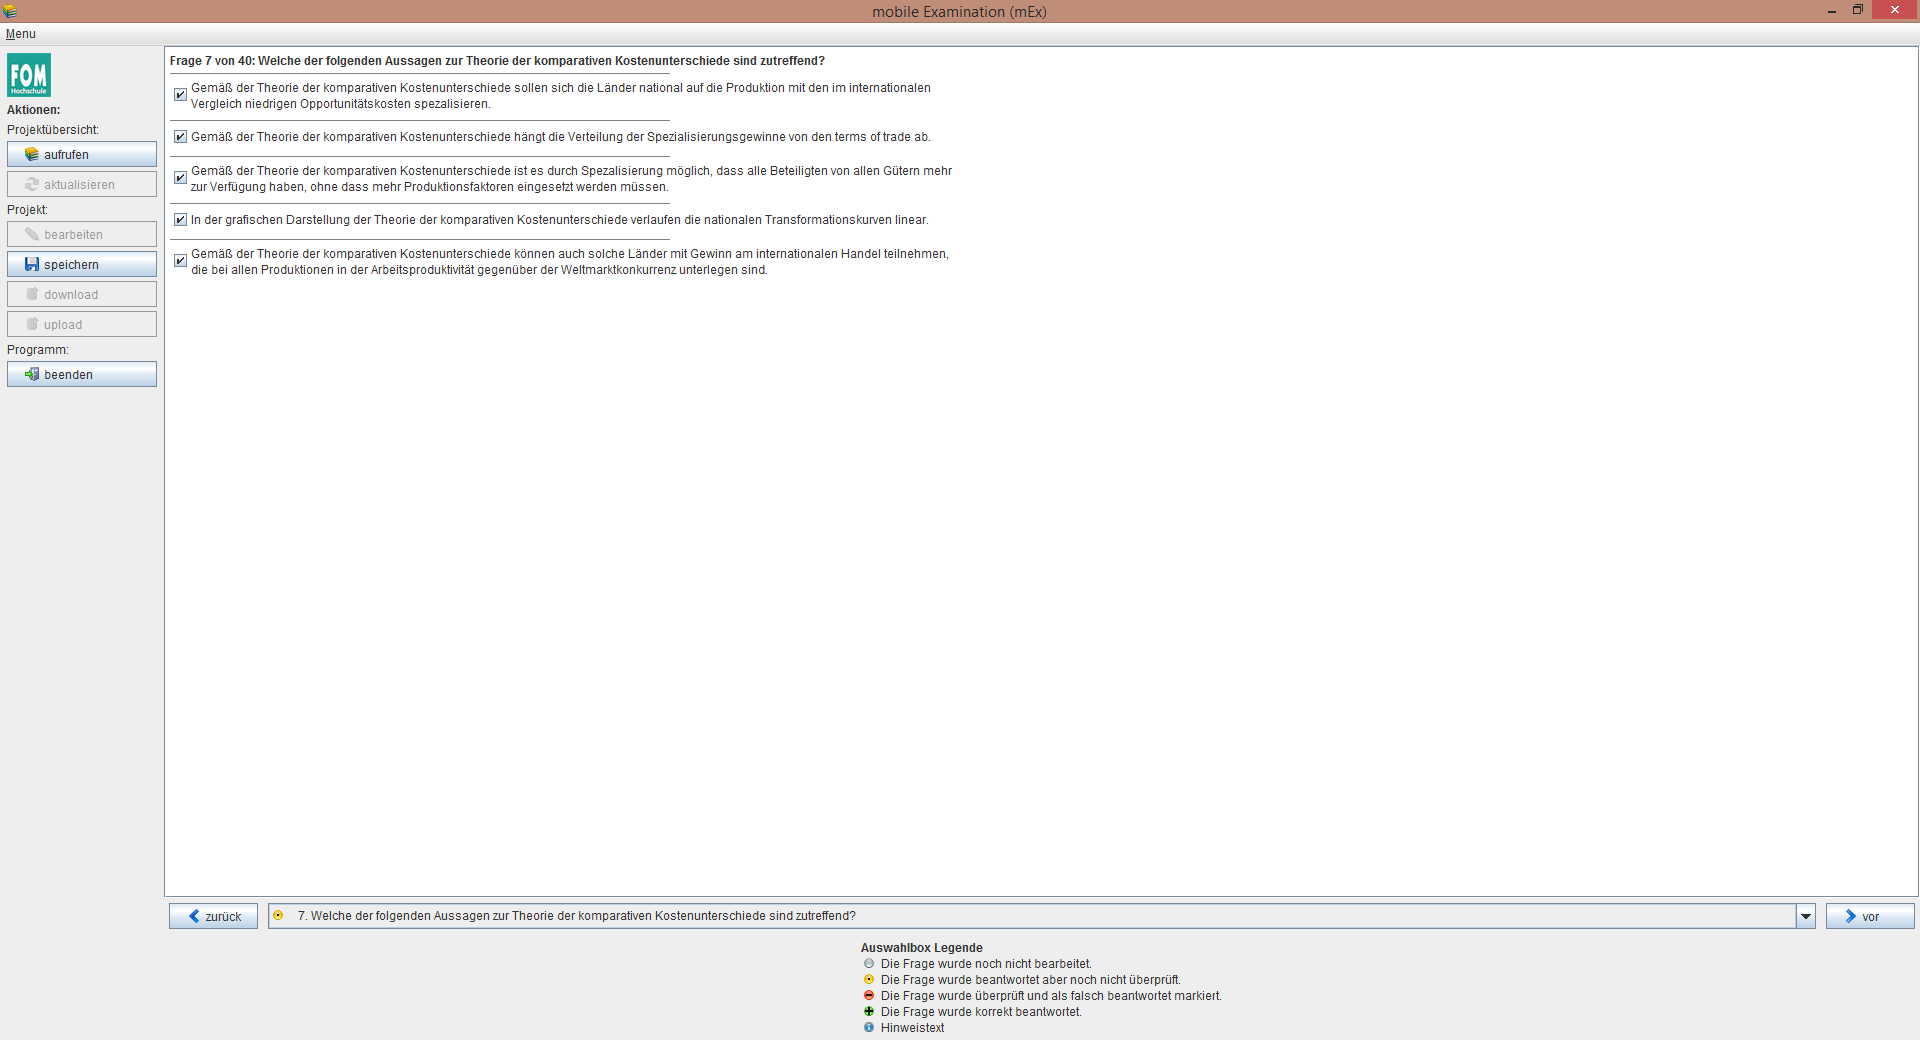 mobile Examination (mEx)
Menu
FOM
Hochschule
Aktionen:
Projektübersicht:
aufrufen
aktualisieren
Projekt:
bearbeiten
speichern
download
upload
Programm:
beenden
Frage 7 von 40: Welche der folgenden Aussagen zur Theorie der komparativen Kostenunterschiede sind zutreffend?
Gemäß der Theorie der komparativen Kostenunterschiede sollen sich die Länder national auf die Produktion mit den im internationalen
Vergleich niedrigen Opportunitätskosten spezalisieren.
Gemäß der Theorie der komparativen Kostenunterschiede hängt die Verteilung der Spezialisierungsgewinne von den terms of trade ab.
Gemäß der Theorie der komparativen Kostenunterschiede ist es durch Spezalisierung möglich, dass alle Beteiligten von allen Gütern mehr
zur Verfügung haben, ohne dass mehr Produktionsfaktoren eingesetzt werden müssen.
In der grafischen Darstellung der Theorie der komparativen Kostenunterschiede verlaufen die nationalen Transformationskurven linear.
Gemäß der Theorie der komparativen Kostenunterschiede können auch solche Länder mit Gewinn am internationalen Handel teilnehmen,
die bei allen Produktionen in der Arbeitsproduktivität gegenüber der Weltmarktkonkurrenz unterlegen sind.
zurück
7. Welche der folgenden Aussagen zur Theorie der komparativen Kostenunterschiede sind zutreffend?
vor
Auswahlbox Legende
Die Frage wurde noch nicht bearbeitet.
Die Frage wurde beantwortet aber noch nicht überprüft.
Die Frage wurde überprüft und als falsch beantwortet markiert.
Die Frage wurde korrekt beantwortet.
Hinweistext